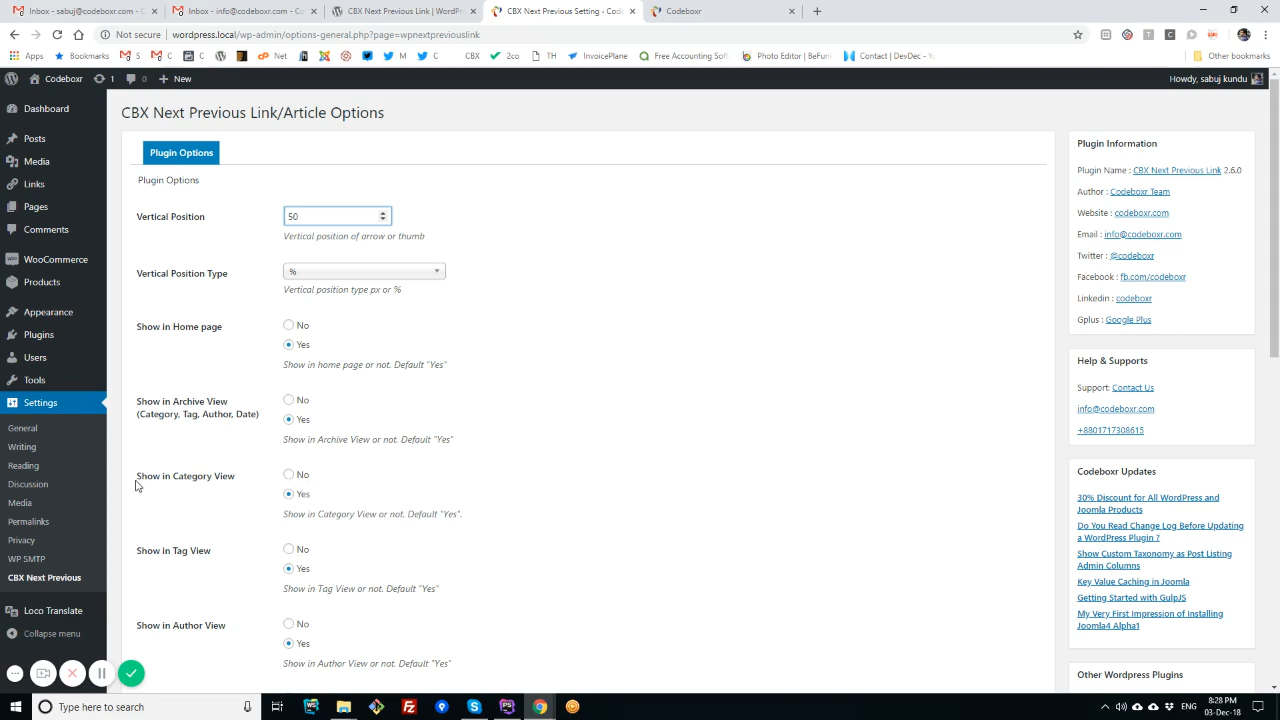 Inbox - sabuj@codeboxr.com - Co
Inbox - info@codeboxr.com - Co
CBX Next Previous Link | WordPre
CBX Next Previous Setting ‹ Code
Codeboxr
wordpress.local/wp-admin/options-general.php?page=wpnextpreviouslink
Apps
Bookmarks
S
C
C
Net
M
C
CBX
2co
TH
InvoicePlane
Free Accounting Soft
Photo Editor | BeFun
Contact | DevDec - Yo
Other bookmarks
Codeboxr
1
0
New
Howdy, sabuj kundu
Dashboard
Posts
Media
Links
Pages
Comments
WooCommerce
Products
Appearance
Plugins
Users
Tools
Settings
General
Writing
Reading
Discussion
Media
Permalinks
Privacy
WP SMTP
CBX Next Previous
Loco Translate
Collapse menu
CBX Next Previous Link/Article Options
Plugin Options
Plugin Options
Vertical Position
50
Vertical position of arrow or thumb
Vertical Position Type
%
Vertical position type px or %
Show in Home page
No
Yes
Show in home page or not. Default "Yes"
Show in Archive View
(Category, Tag, Author, Date)
No
Yes
Show in Archive View or not. Default "Yes"
Show in Category View
No
Yes
Show in Category View or not. Default "Yes".
Show in Tag View
No
Yes
Show in Tag View or not. Default "Yes"
Show in Author View
No
Yes
Show in Author View or not. Default "Yes"
Plugin Information
Plugin Name : CBX Next Previous Link 2.6.0
Author : Codeboxr Team
Website : codeboxr.com
Email : info@codeboxr.com
Twitter : @codeboxr
Facebook : fb.com/codeboxr
Linkedin : codeboxr
Gplus : Google Plus
Help & Supports
Support: Contact Us
info@codeboxr.com
+8801717308615
Codeboxr Updates
30% Discount for All WordPress and
Joomla Products
Do You Read Change Log Before Updating
a WordPress Plugin ?
Show Custom Taxonomy as Post Listing
Admin Columns
Key Value Caching in Joomla
Getting Started with GulpJS
My Very First Impression of Installing
Joomla4 Alpha1
Other Wordpress Plugins
Type here to search
ENG
8:28 PM
03-Dec-18